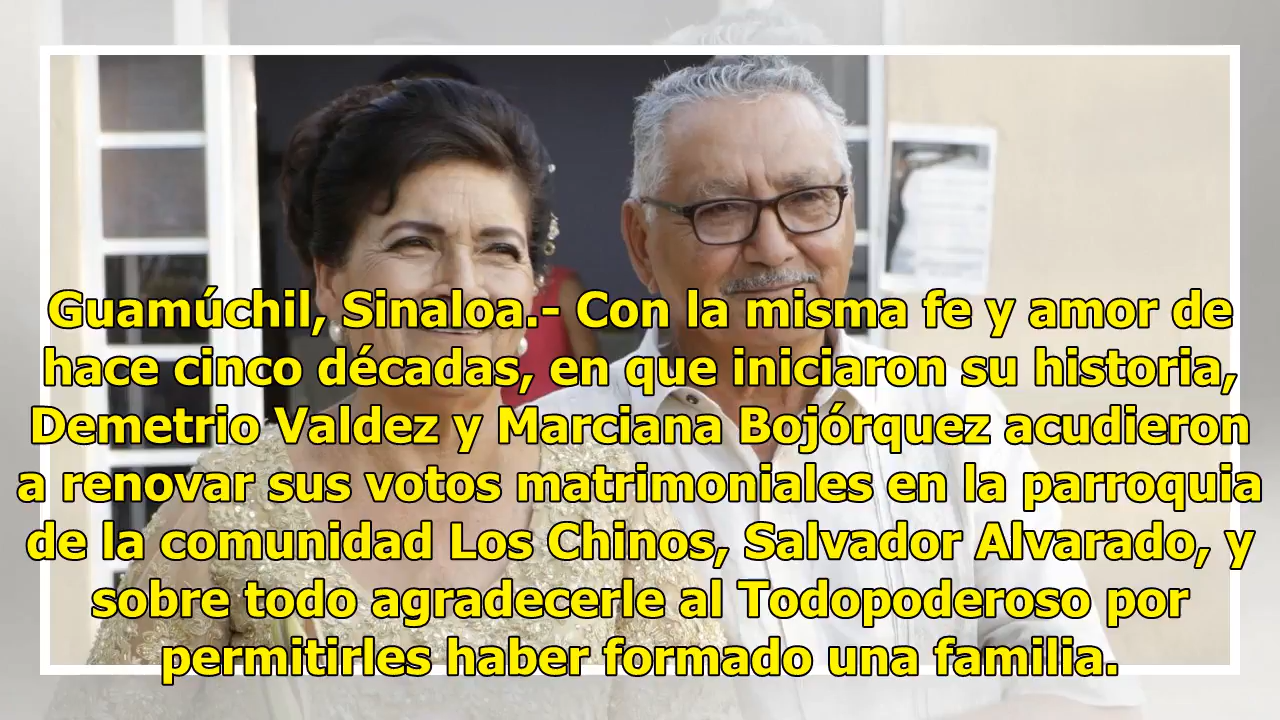 Guamúchil, Sinaloa.- Con la misma fe y amor de
hace cinco décadas, en que iniciaron su historia,
Demetrio Valdez y Marciana Bojórquez acudieron
a renovar sus votos matrimoniales en la parroquia
de la comunidad Los Chinos, Salvador Alvarado, y
sobre todo agradecerle al Todopoderoso por
permitirles haber formado una familia.